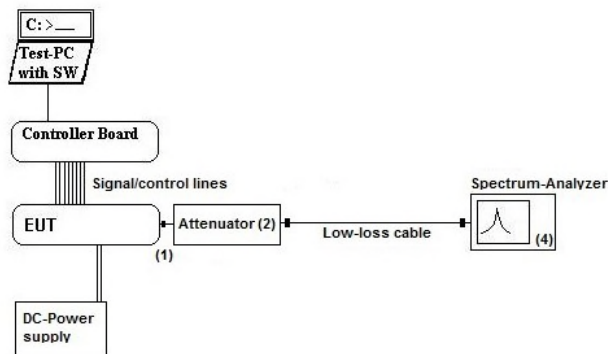 C: >__
Test-PC
with SW
Controller Board
Signal/control lines
Spectrum-Analyzer
EUT
Attenuator (2)
Low-loss cable
(4)
(1)
DC-Power
supply